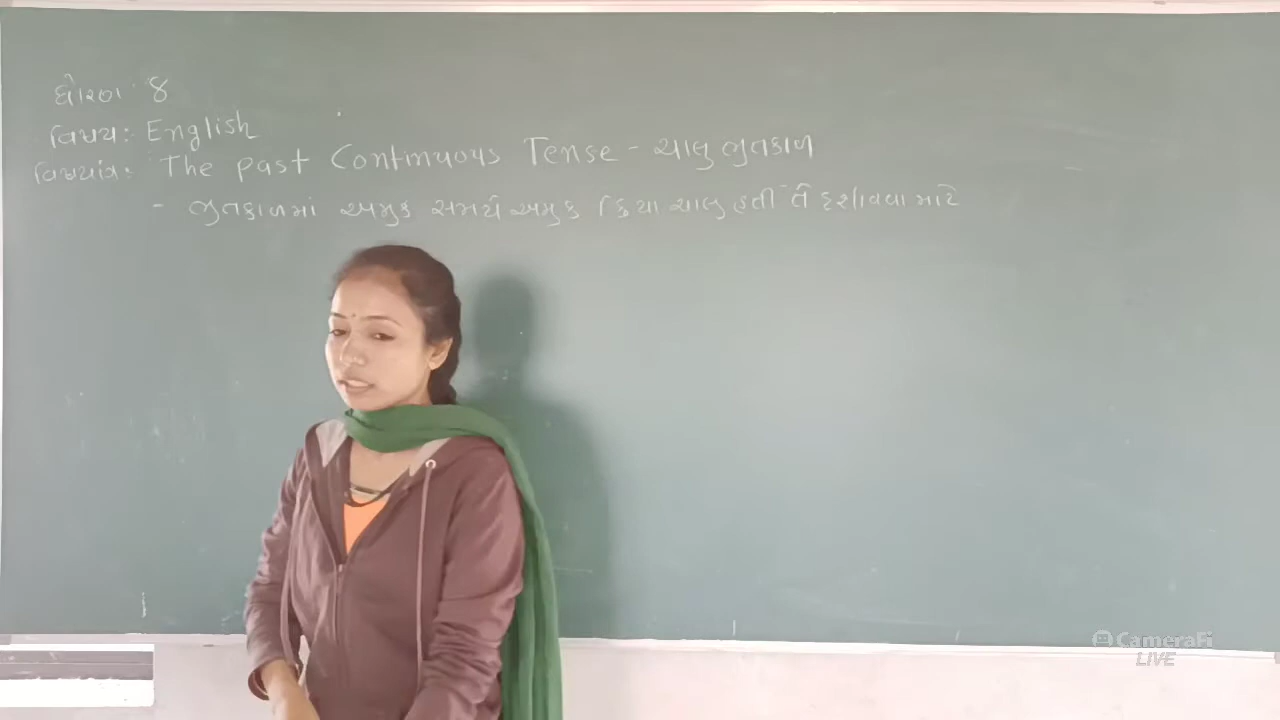 ધોરણ : ૪
વિષય : English
વિષયાંગ : The past Continuous Tense - ચાલુ ભુતકાળ
- ભુતકાળમાં અમુક સમયે અમુક ક્રિયા ચાલુ હતી તે દર્શાવવા માટે
CameraFi
LIVE